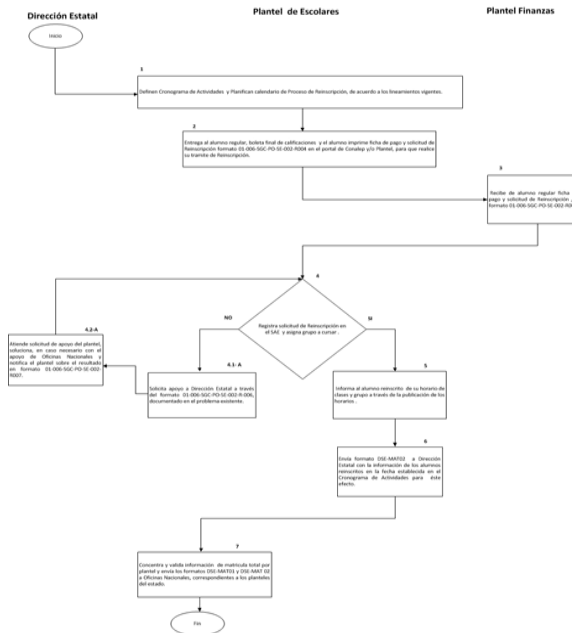 Dirección Estatal
Plantel de Escolares
Plantel Finanzas
Inicio
1
Definen Cronograma de Actividades y Planifican calendario de Proceso de Reinscripción, de acuerdo a los lineamientos vigentes.
2
Entrega al alumno regular, boleta final de calificaciones y el alumno imprime ficha de pago y solicitud de
Reinscripción formato 01-006-SGC-PO-SE-002-R004 en el portal de Conalep y/o Plantel, para que realice
su tramite de Reinscripción.
3
Recibe de alumno regular ficha
pago y solicitud de Reinscripción ,
formato 01-006-SGC-PO-SE-002-R0
4
Registra solicitud de Reinscripción en
el SAE y asigna grupo a cursar .
NO
SI
4.2-A
Atiende solicitud de apoyo del plantel,
soluciona, en caso necesario con el
apoyo de Oficinas Nacionales y
notifica el plantel sobre el resultado
en formato 01-006-SGC-PO-SE-002-
R007.
4.1- A
Solicita apoyo a Dirección Estatal a través
del formato 01-006-SGC-PO-SE-002-R-006,
documentado en el problema existente.
5
Informa al alumno reinscrito de su horario de
clases y grupo a través de la publicación de los
horarios .
6
Envía formato DSE-MAT02 a Dirección
Estatal con la información de los alumnos
reinscritos en la fecha establecida en el
Cronograma de Actividades para éste
efecto.
7
Concentra y valida información de matricula total por
plantel y envía los formatos DSE-MAT01 y DSE-MAT 02
a Oficinas Nacionales, correspondientes a los planteles
del estado.
Fin